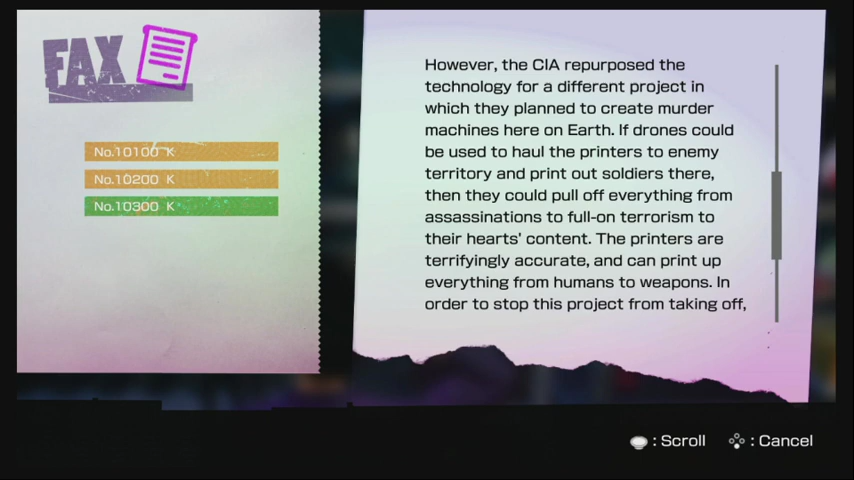 FAX
No.10100 K
No.10200 K
No.10300 K
However, the CIA repurposed the
technology for a different project in
which they planned to create murder
machines here on Earth. If drones could
be used to haul the printers to enemy
territory and print out soldiers there,
then they could pull off everything from
assassinations to full-on terrorism to
their hearts' content. The printers are
terrifyingly accurate, and can print up
everything from humans to weapons. In
order to stop this project from taking off,
: Scroll
: Cancel